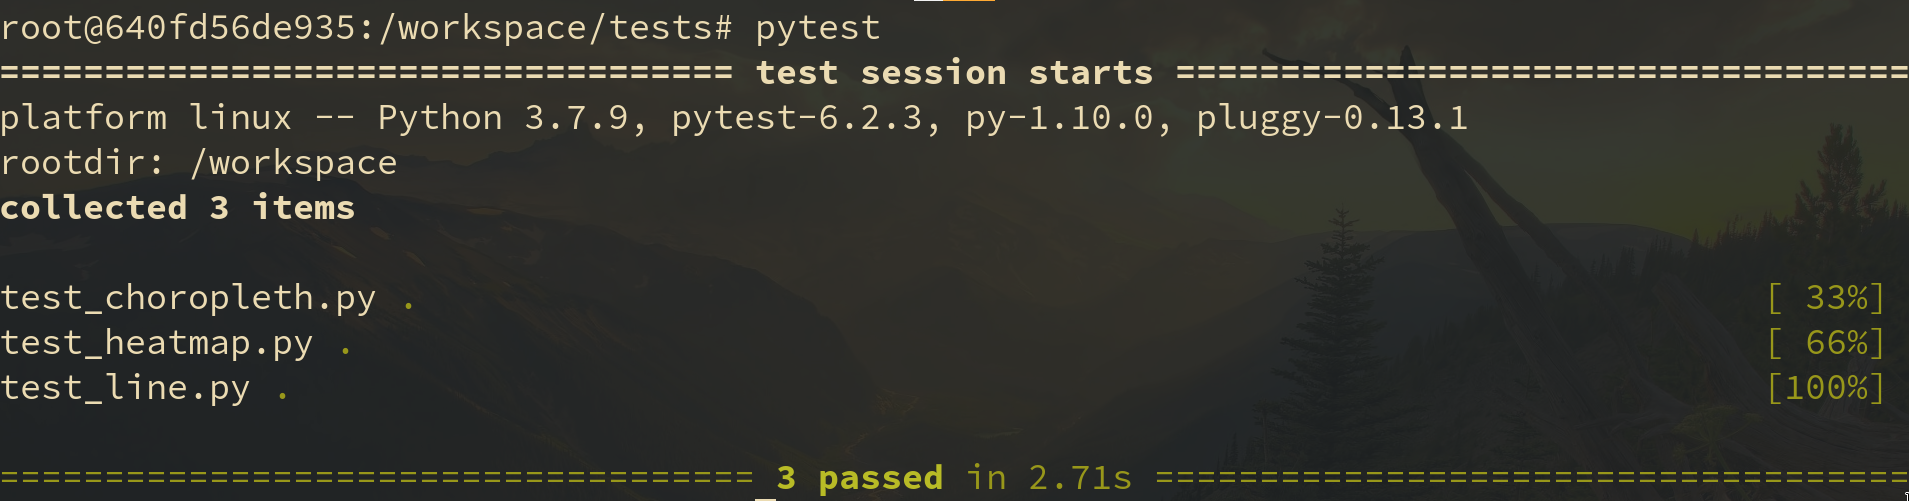 root@640fd56de935:/workspace/tests# pytest
=================================== test session starts ===================================
platform linux -- Python 3.7.9, pytest-6.2.3, py-1.10.0, pluggy-0.13.1
rootdir: /workspace
collected 3 items
test_choropleth.py . [ 33%]
test_heatmap.py . [ 66%]
test_line.py . [100%]
==================================== 3 passed in 2.71s ====================================